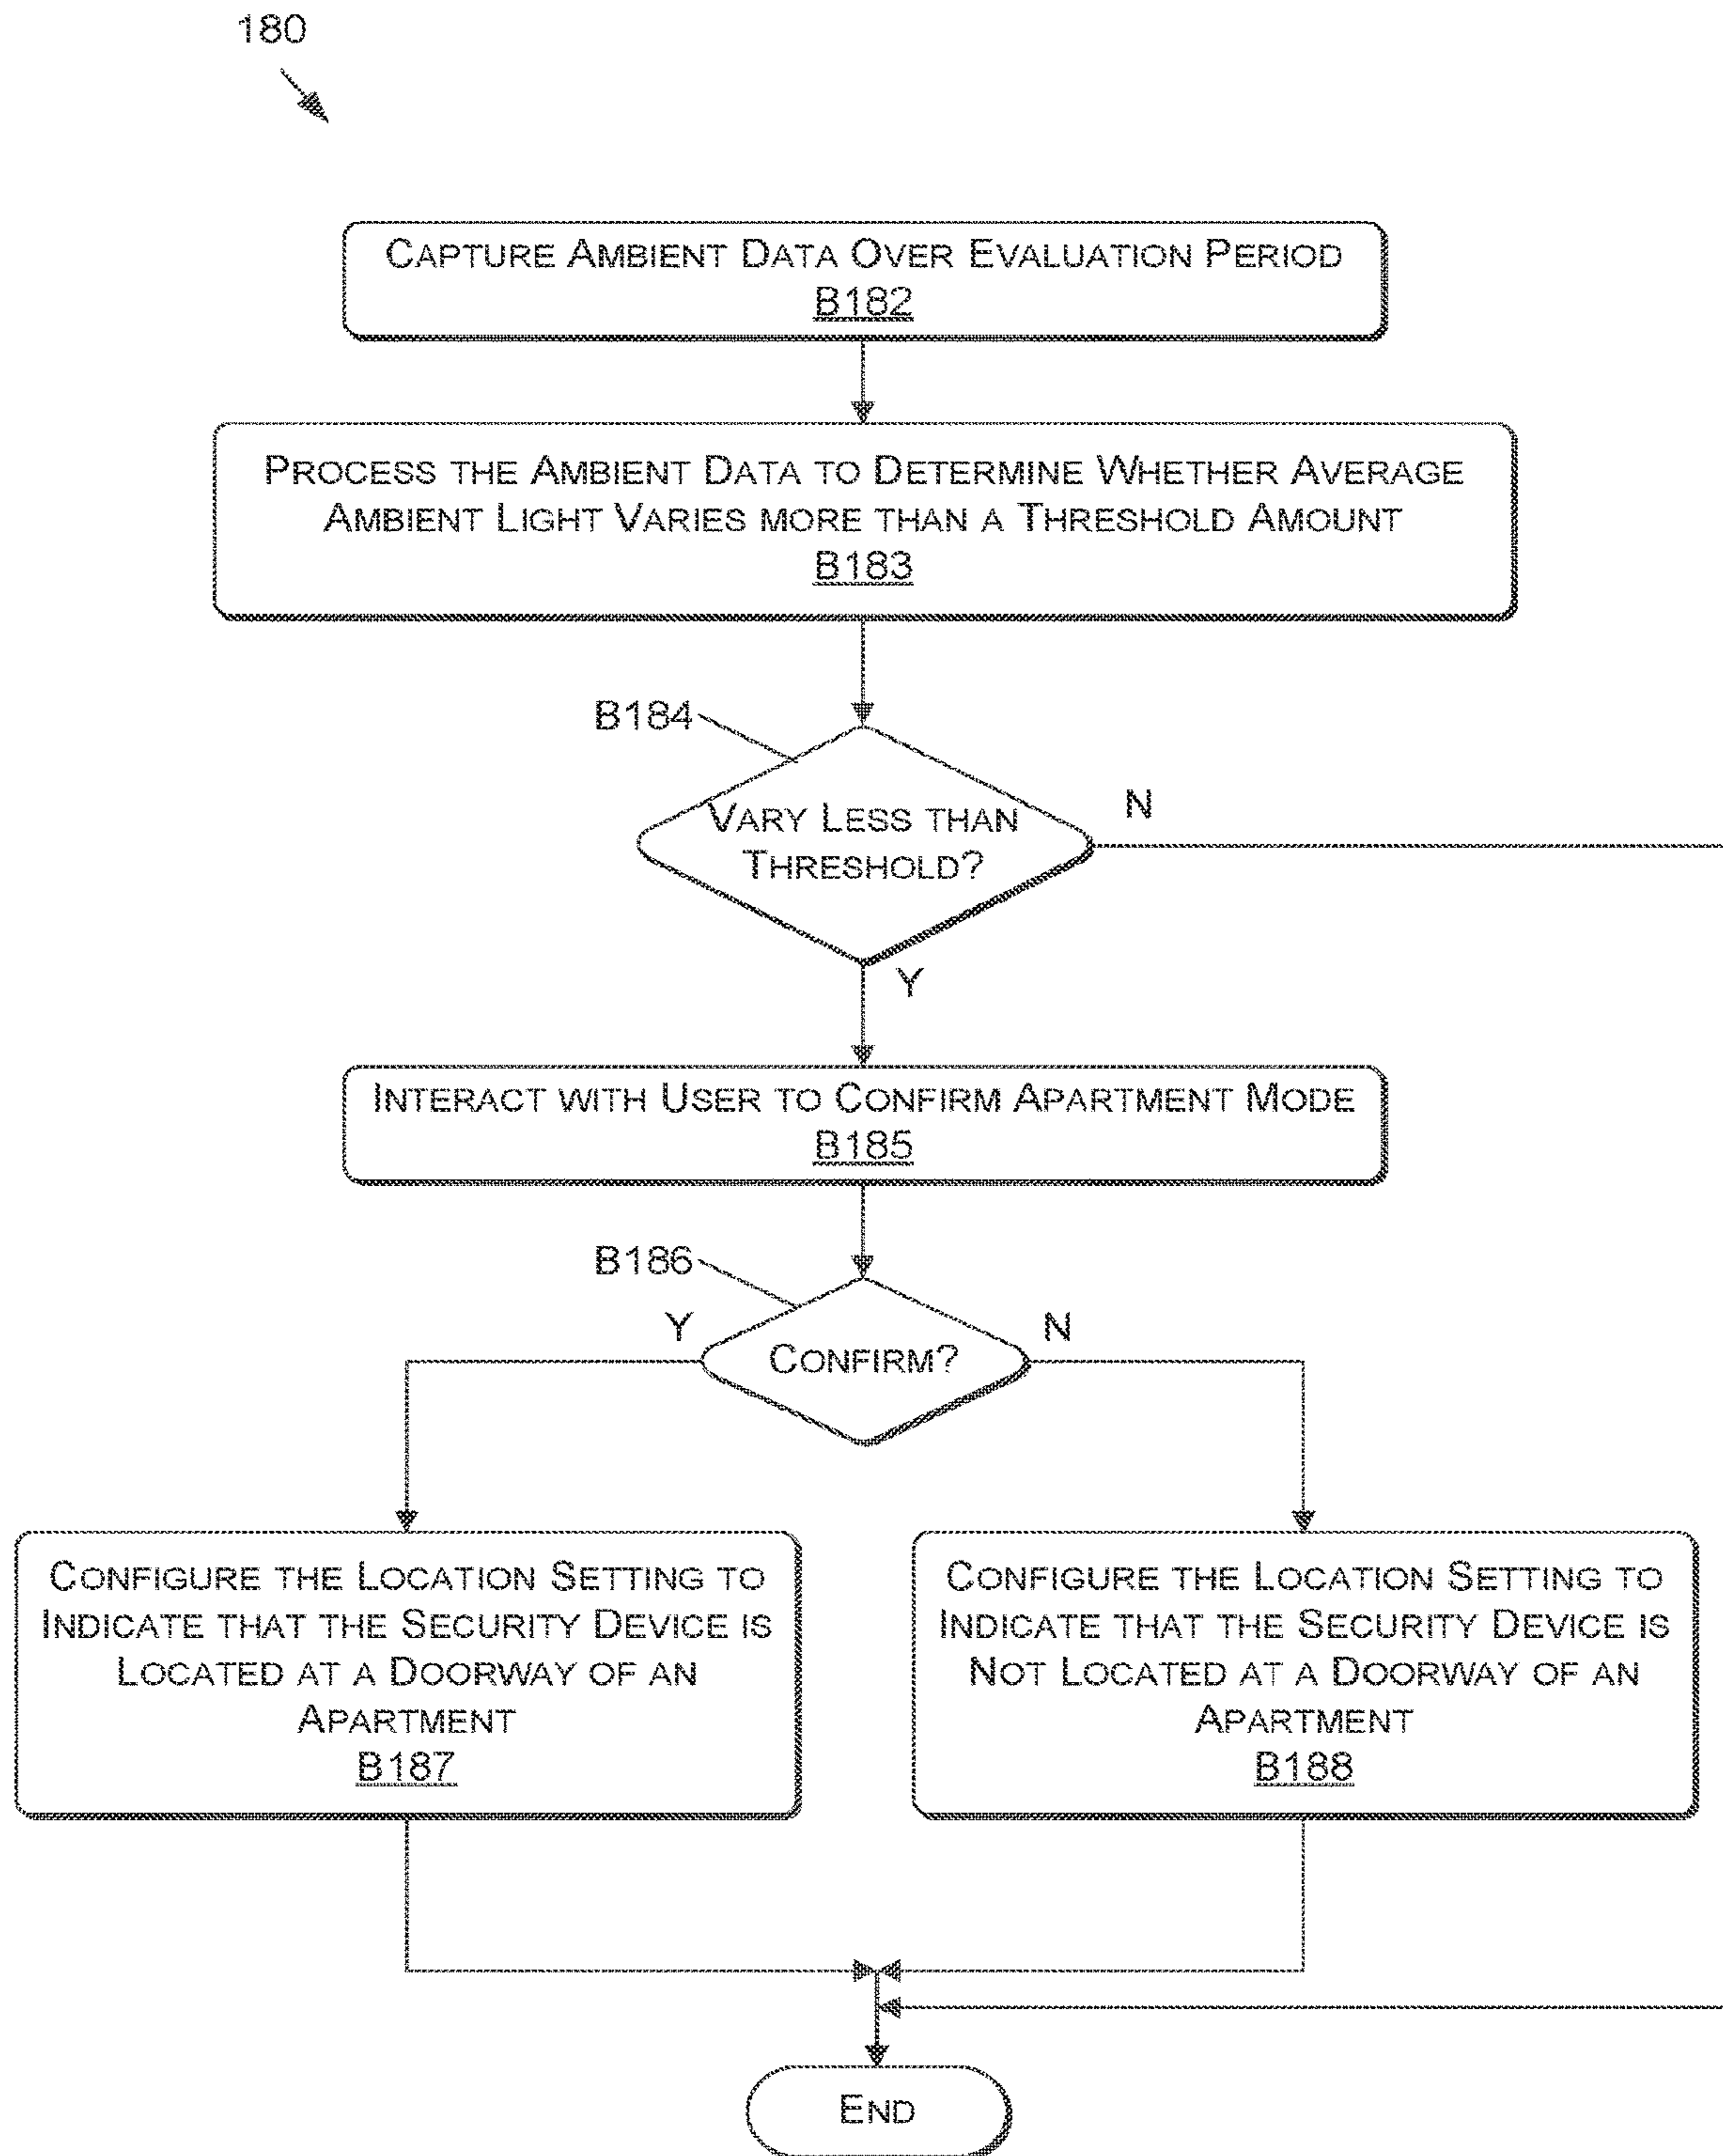 180
CAPTURE AMBIENT DATA OVER EVALUATION PERIOD
B182
PROCESS THE AMBIENT DATA TO DETERMINE WHETHER AVERAGE
AMBIENT LIGHT VARIES MORE THAN A THRESHOLD AMOUNT
B183
B184
VARY LESS THAN
THRESHOLD?
N
Y
INTERACT WITH USER TO CONFIRM APARTMENT MODE
B185
B186
Y
CONFIRM?
N
CONFIGURE THE LOCATION SETTING TO
INDICATE THAT THE SECURITY DEVICE IS
LOCATED AT A DOORWAY OF AN
APARTMENT
B187
CONFIGURE THE LOCATION SETTING TO
INDICATE THAT THE SECURITY DEVICE IS
NOT LOCATED AT A DOORWAY OF AN
APARTMENT
B188
END